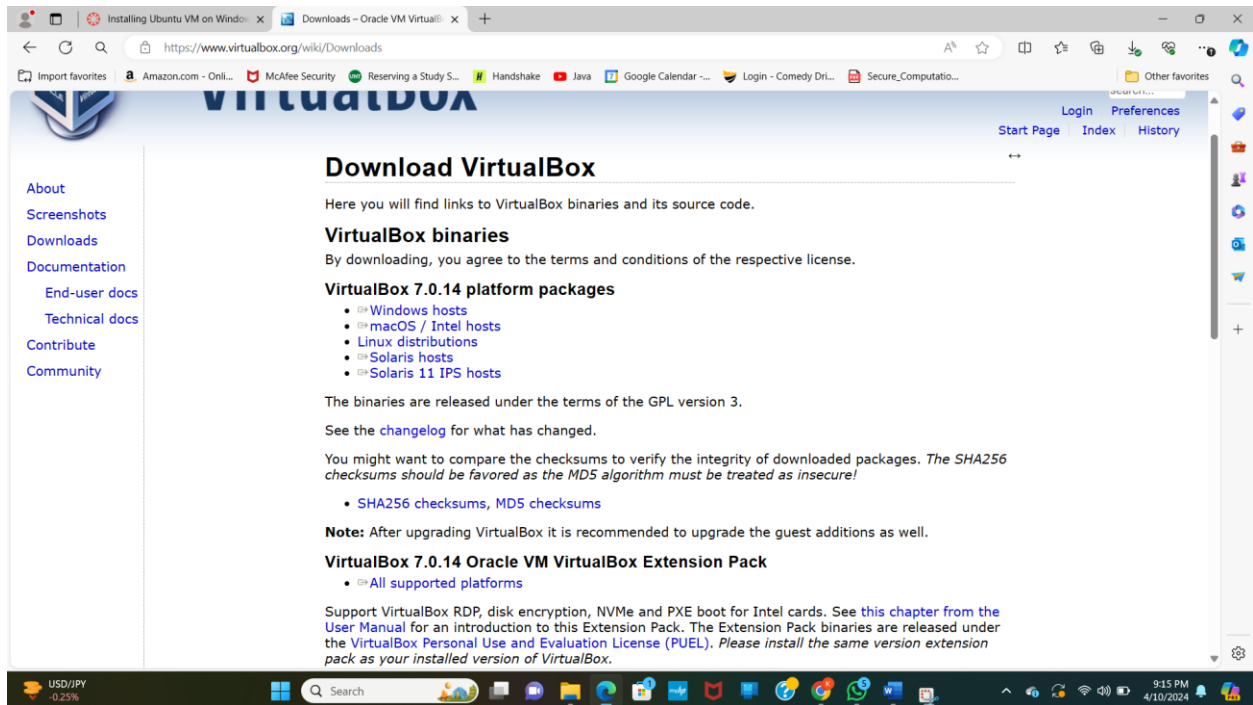 Installing Ubuntu VM on Window
Downloads – Oracle VM VirtualB
https://www.virtualbox.org/wiki/Downloads
Import favorites
Amazon.com - Onli...
McAfee Security
Reserving a Study S...
Handshake
Java
Google Calendar -...
Login - Comedy Dri...
Secure_Computatio...
Other favorites
VirtualBox
Login Preferences
Start Page Index History
About
Screenshots
Downloads
Documentation
End-user docs
Technical docs
Contribute
Community
Download VirtualBox
Here you will find links to VirtualBox binaries and its source code.
VirtualBox binaries
By downloading, you agree to the terms and conditions of the respective license.
VirtualBox 7.0.14 platform packages
• Windows hosts
• macOS / Intel hosts
• Linux distributions
• Solaris hosts
• Solaris 11 IPS hosts
The binaries are released under the terms of the GPL version 3.
See the changelog for what has changed.
You might want to compare the checksums to verify the integrity of downloaded packages. The SHA256
checksums should be favored as the MD5 algorithm must be treated as insecure!
• SHA256 checksums, MD5 checksums
Note: After upgrading VirtualBox it is recommended to upgrade the guest additions as well.
VirtualBox 7.0.14 Oracle VM VirtualBox Extension Pack
• All supported platforms
Support VirtualBox RDP, disk encryption, NVMe and PXE boot for Intel cards. See this chapter from the
User Manual for an introduction to this Extension Pack. The Extension Pack binaries are released under
the VirtualBox Personal Use and Evaluation License (PUEL). Please install the same version extension
pack as your installed version of VirtualBox.
USD/JPY
-0.25%
Search
9:15 PM
4/10/2024